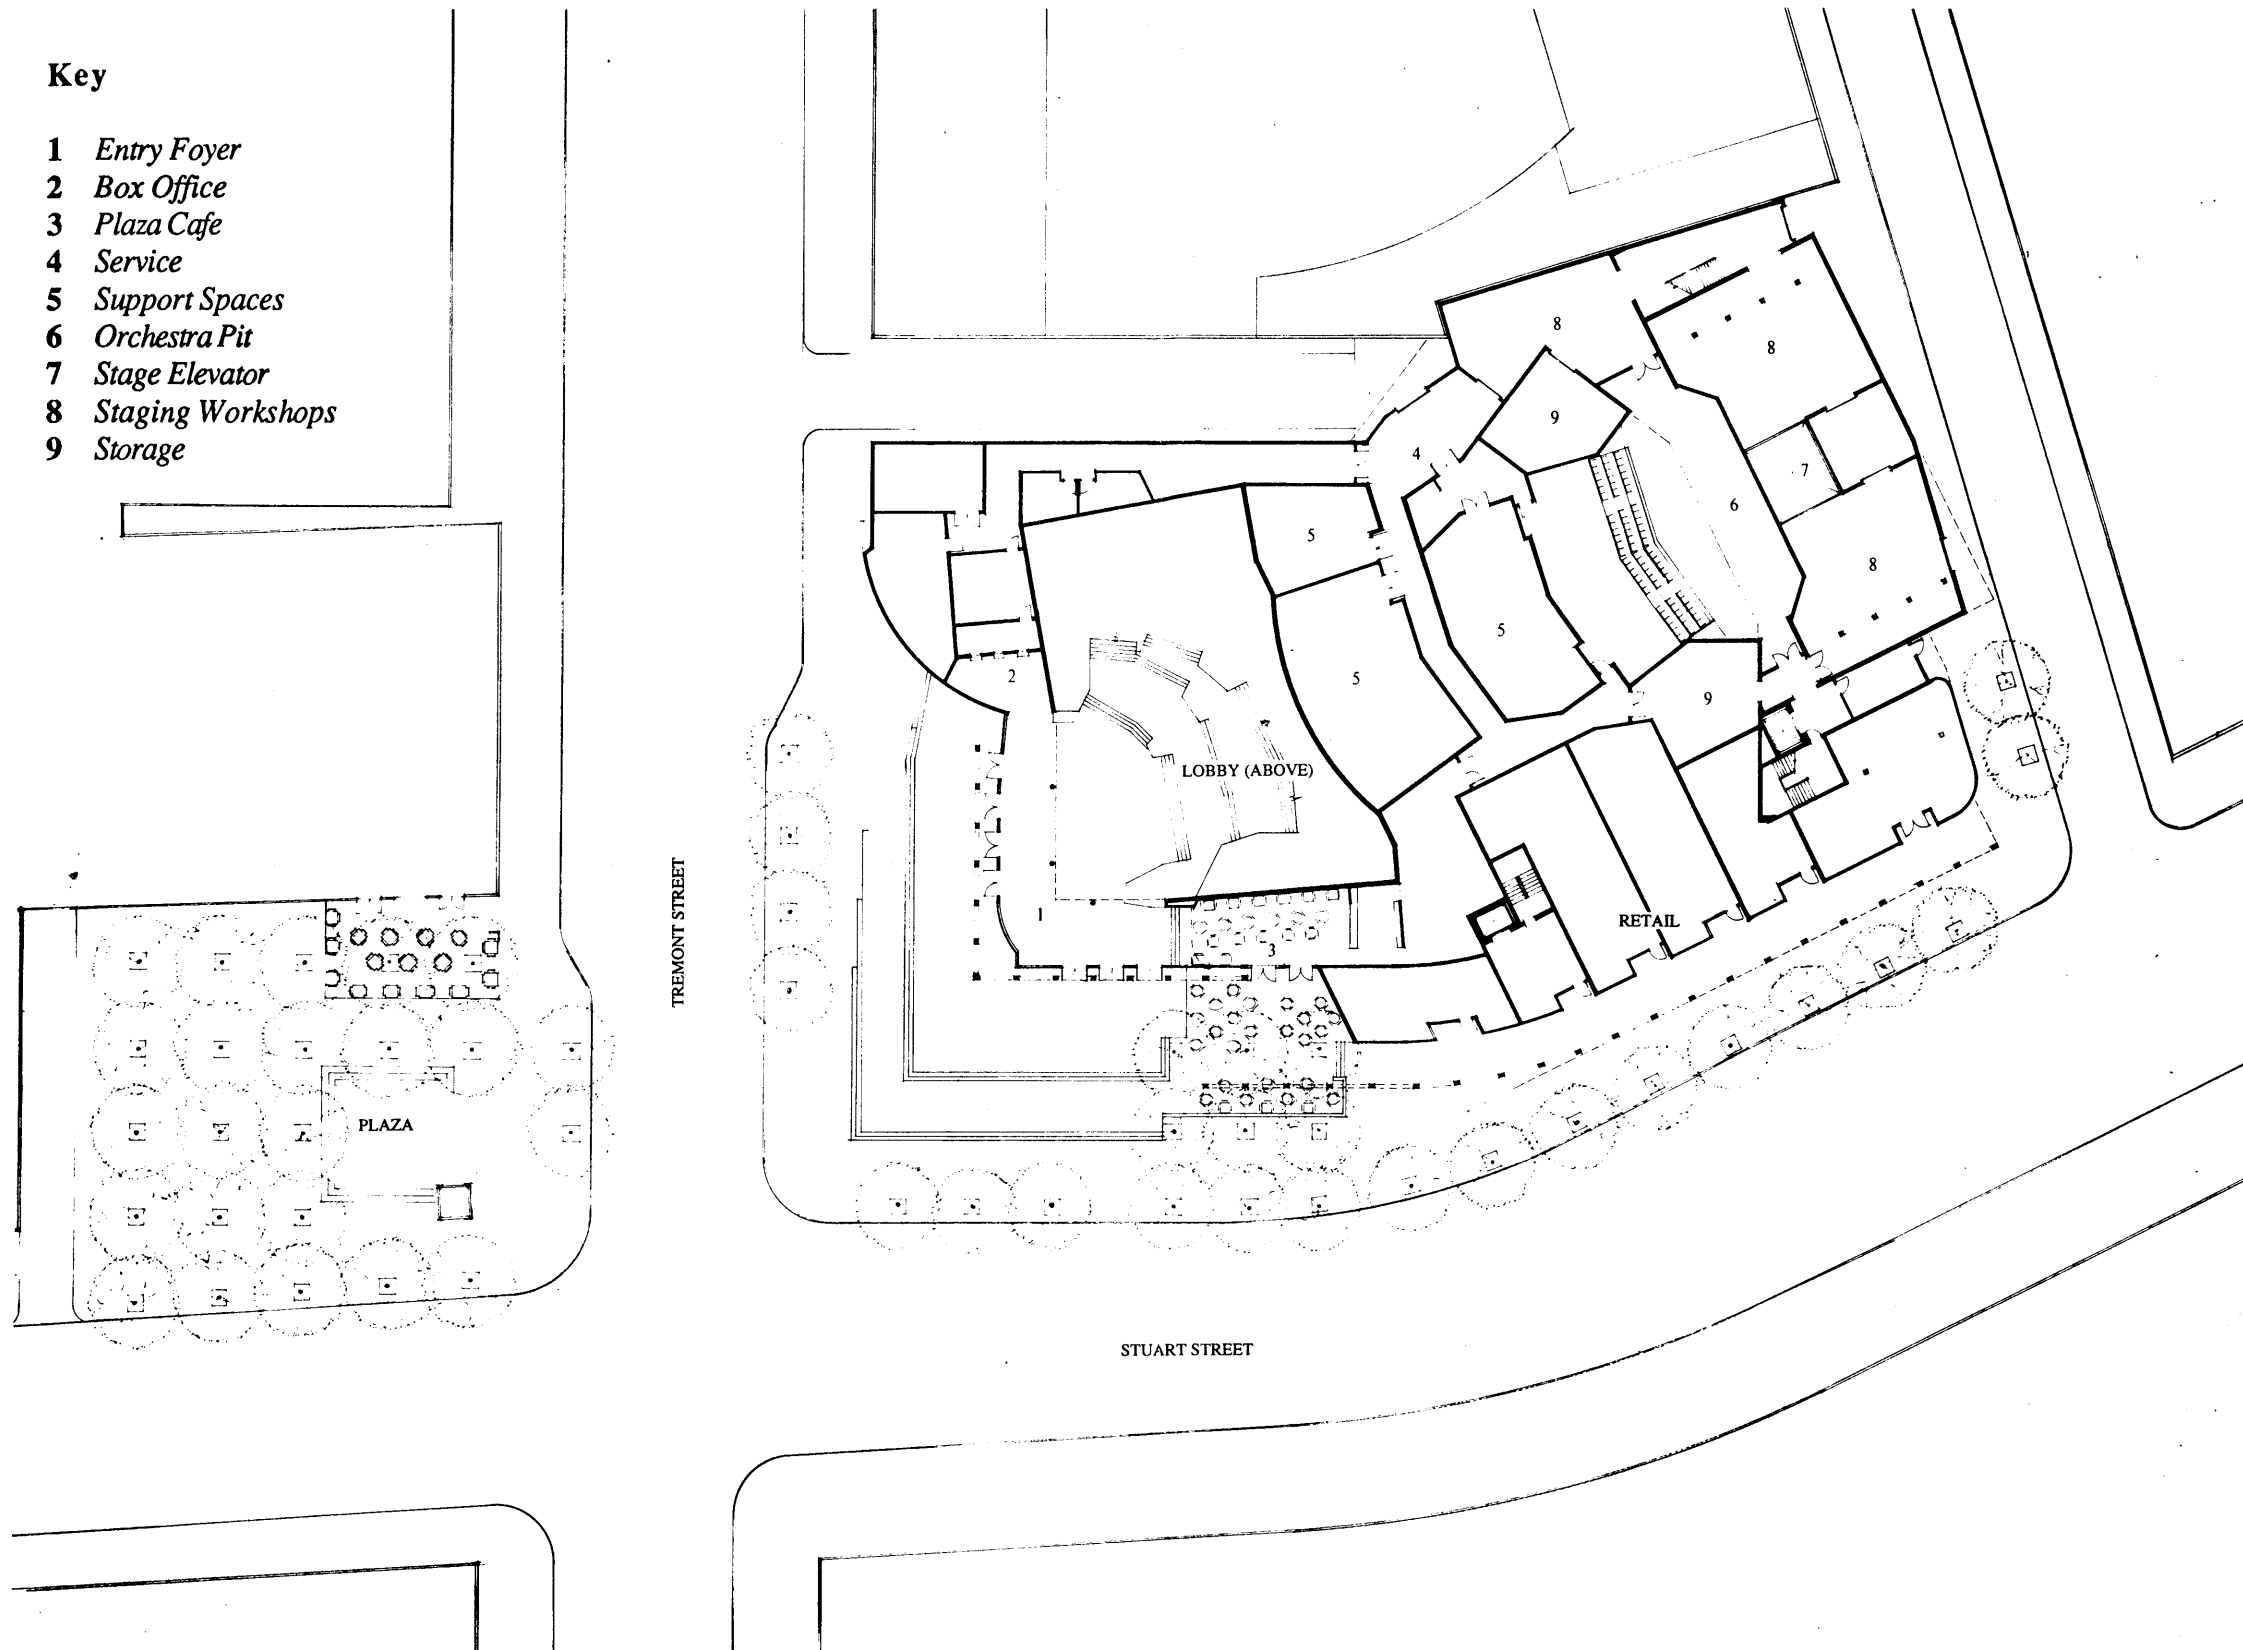 Key
1 Entry Foyer
2 Box Office
3 Plaza Cafe
4 Service
5 Support Spaces
6 Orchestra Pit
7 Stage Elevator
8 Staging Workshops
9 Storage
8
8
9
4
7
6
5
8
5
2
5
9
LOBBY (ABOVE)
TREMONT STREET
1
RETAIL
3
PLAZA
STUART STREET